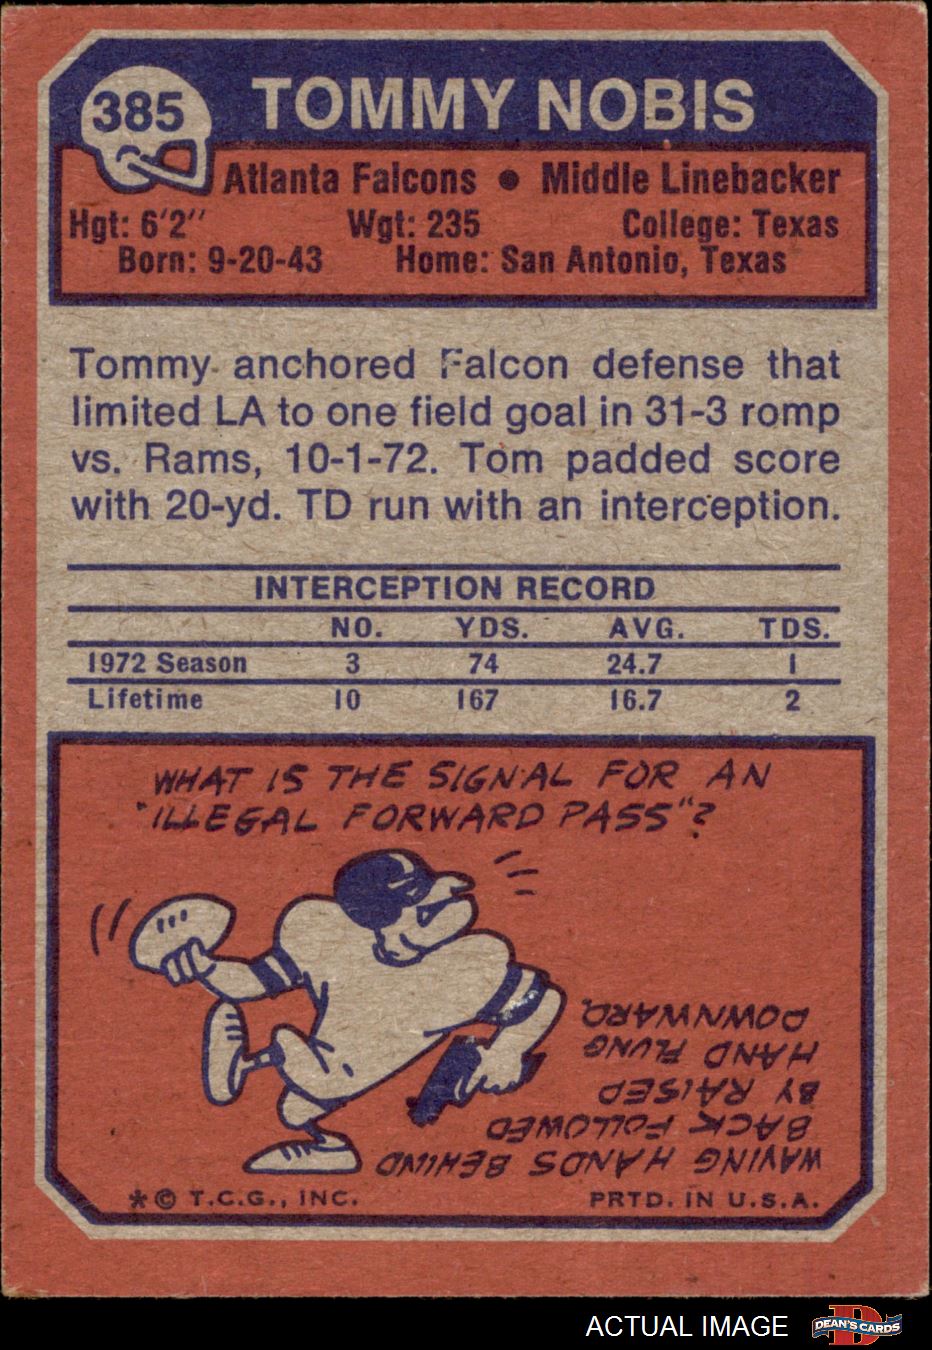 385
TOMMY NOBIS
Atlanta Falcons • Middle Linebacker
Hgt: 6'2" Wgt: 235 College: Texas
Born: 9-20-43 Home: San Antonio, Texas
Tommy anchored Falcon defense that
limited LA to one field goal in 31-3 romp
vs. Rams, 10-1-72. Tom padded score
with 20-yd. TD run with an interception.
INTERCEPTION RECORD
NO. YDS. AVG. TDS.
1972 Season 3 74 24.7 1
Lifetime 10 167 16.7 2
WHAT IS THE SIGNAL FOR AN
"ILLEGAL FORWARD PASS"?
WAVING HANDS BEHIND
BACK FOLLOWED
BY RAISED
HAND FLUNG
DOWNWARD.
*© T.C.G., INC. PRTD. IN U.S.A.
ACTUAL IMAGE
D
DEAN'S CARDS